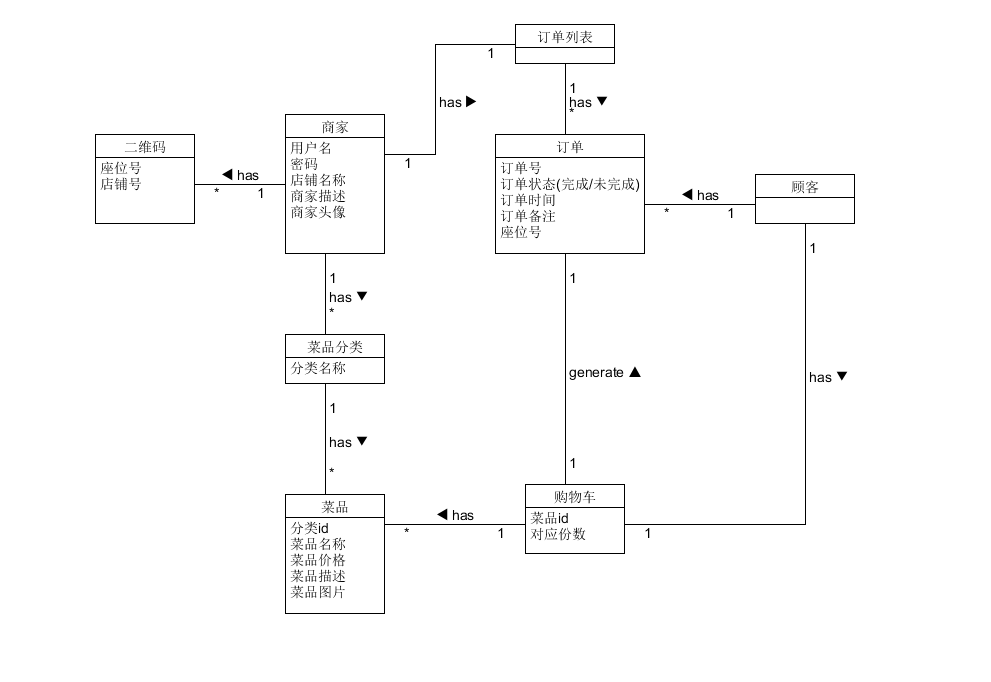 订单列表
1
1
has ▼
*
has ▶
1
商家
用户名
密码
店铺名称
商家描述
商家头像
二维码
座位号
店铺号
◀ has
*
1
订单
订单号
订单状态(完成/未完成)
订单时间
订单备注
座位号
顾客
◀ has
*
1
1
has ▼
*
1
1
菜品分类
分类名称
generate ▲
has ▼
1
has ▼
*
1
菜品
分类id
菜品名称
菜品价格
菜品描述
菜品图片
购物车
菜品id
对应份数
◀ has
*
1
1